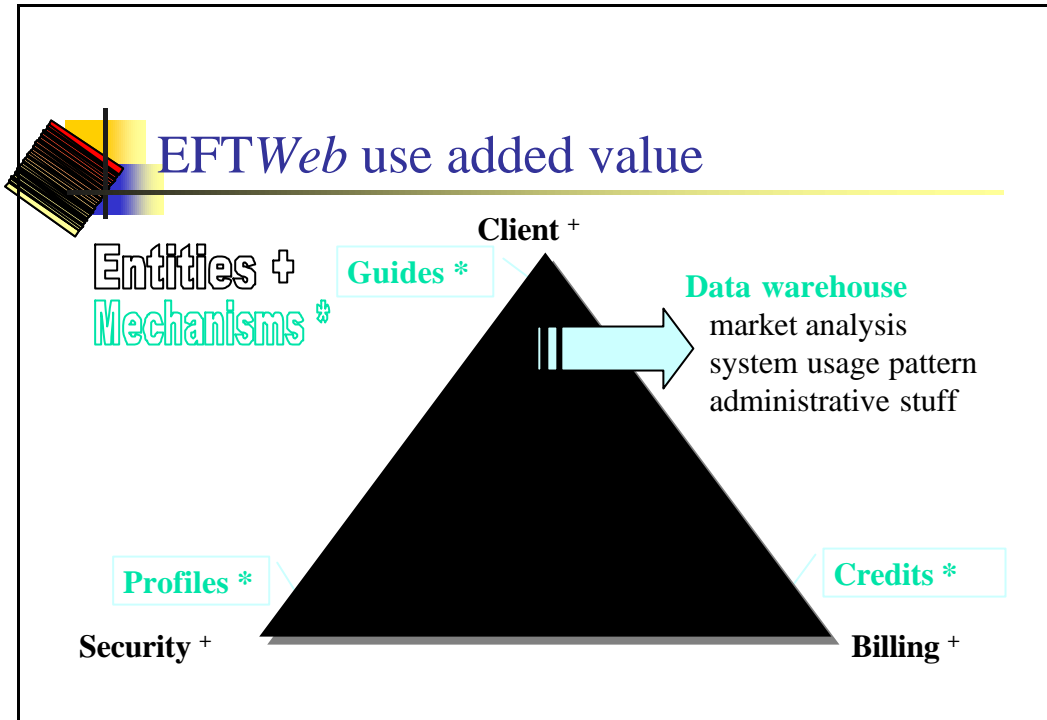 EFTWeb use added value
Client +
Entities +
Mechanisms *
Guides *
Data warehouse
market analysis
system usage pattern
administrative stuff
Profiles *
Credits *
Security +
Billing +